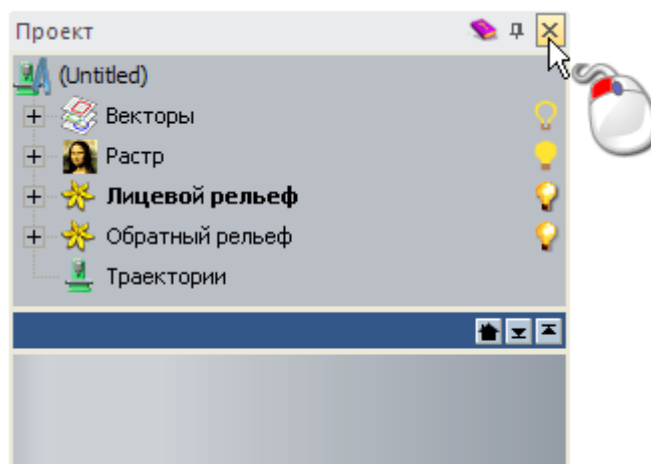 Проект
(Untitled)
Векторы
Растр
Лицевой рельеф
Обратный рельеф
Траектории